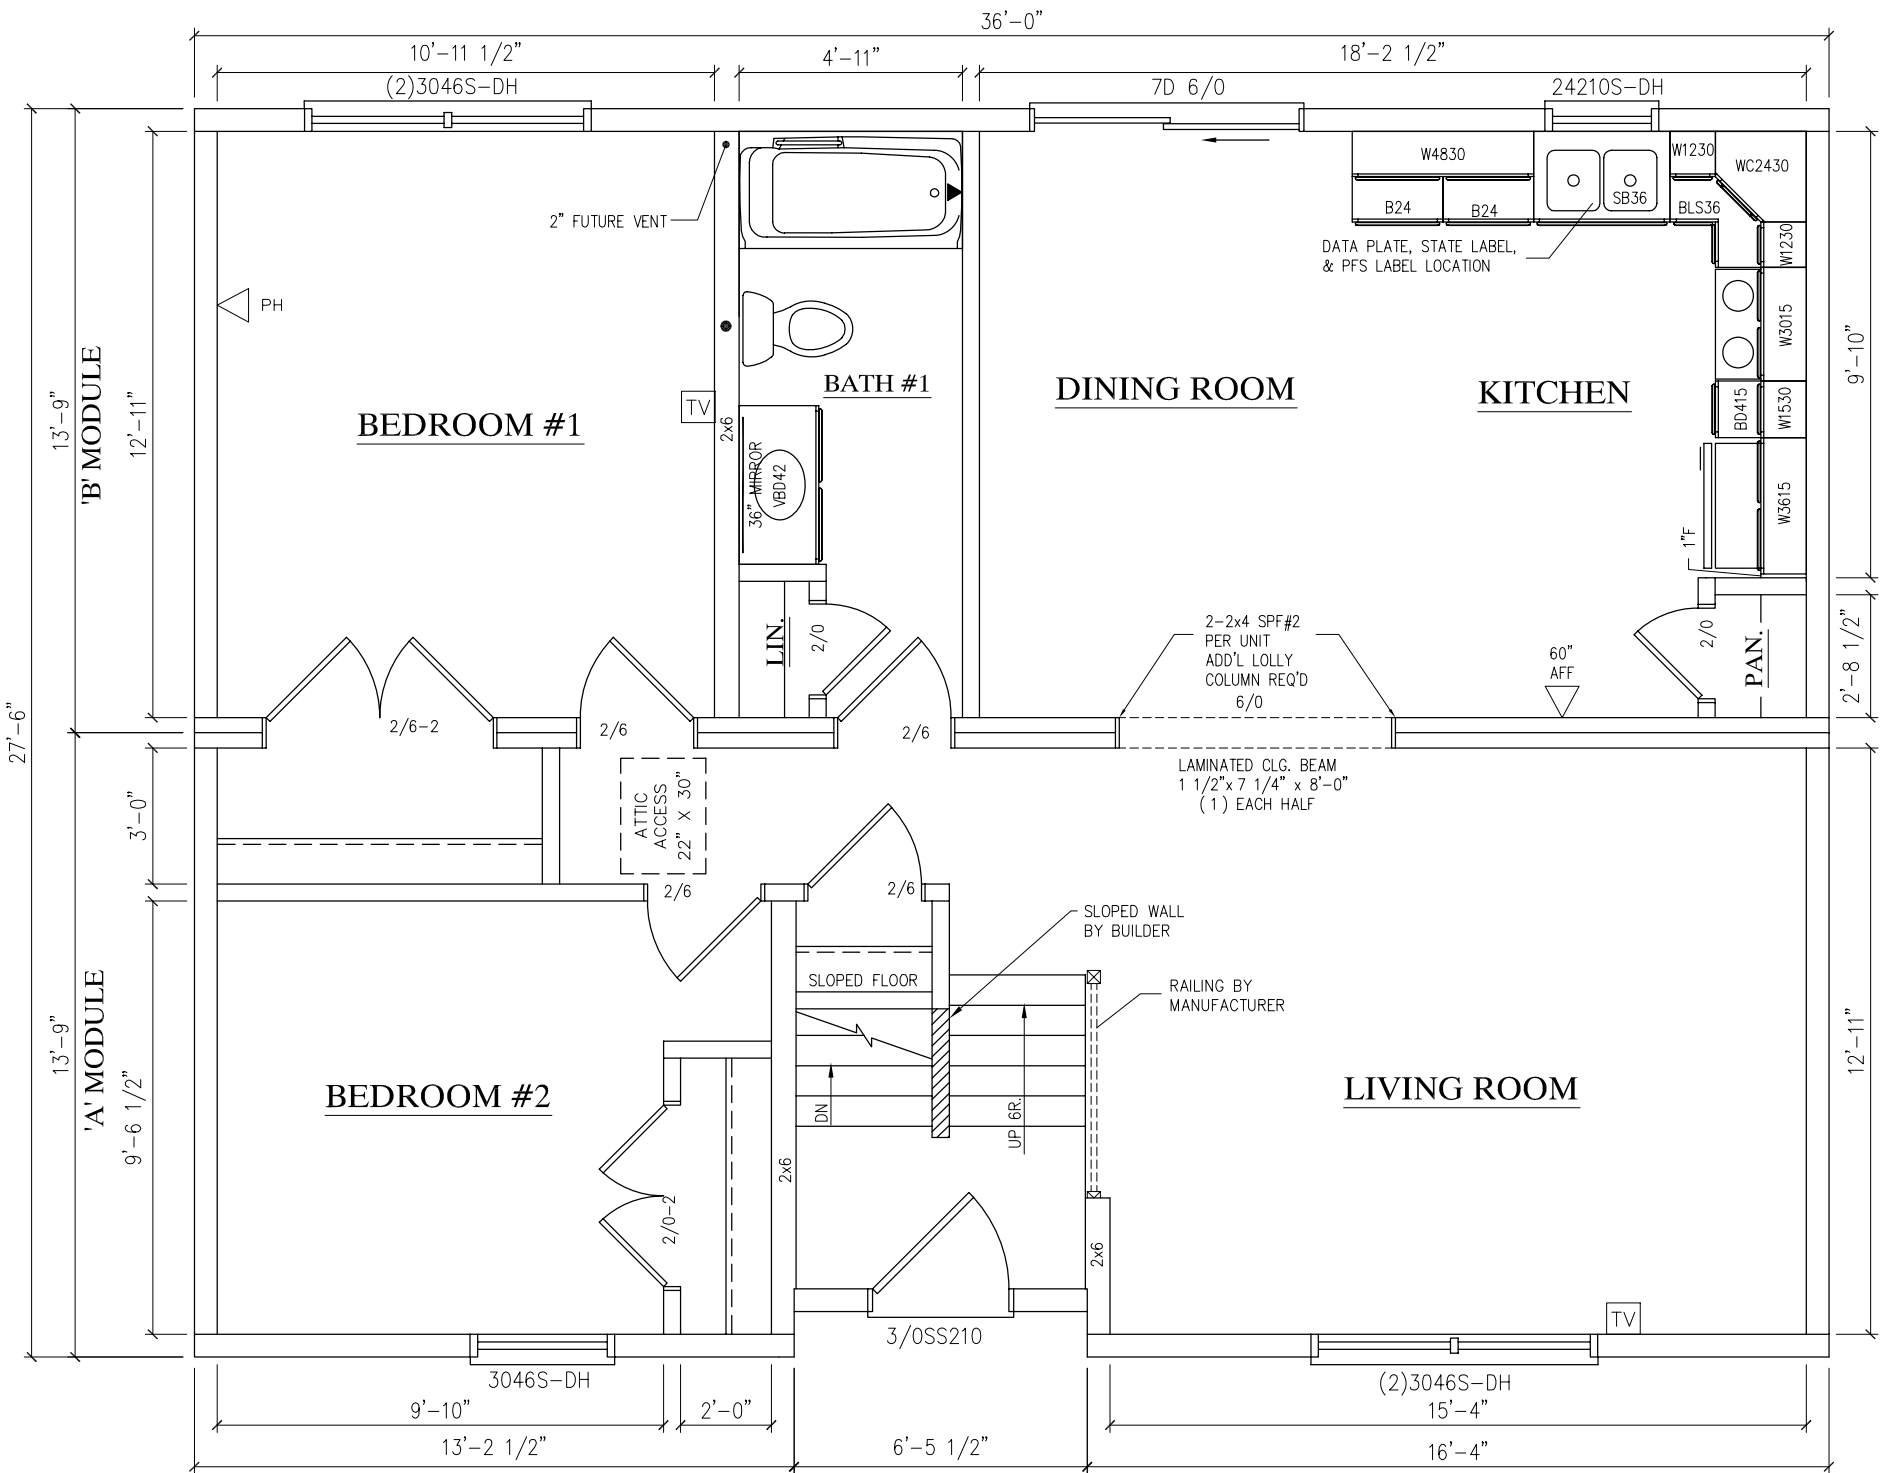 36'-0"
10'-11 1/2"
4'-11"
18'-2 1/2"
(2)3046S-DH
7D 6/0
24210S-DH
W4830
W1230
WC2430
B24
B24
SB36
BLS36
W1230
2" FUTURE VENT
DATA PLATE, STATE LABEL,
& PFS LABEL LOCATION
PH
W3015
9'-10"
'B' MODULE
13'-9"
12'-11"
BATH #1
DINING ROOM
KITCHEN
BEDROOM #1
TV
2x6
BD415
W1530
36" MIRROR
VBD42
W3615
1"F
LIN.
2/0
2-2x4 SPF#2
PER UNIT
ADD'L LOLLY
COLUMN REQ'D
6/0
60"
AFF
2/0
PAN.
2'-8 1/2"
27'-6"
2/6-2
2/6
2/6
LAMINATED CLG. BEAM
1 1/2"x 7 1/4" x 8'-0"
(1) EACH HALF
3'-0"
ATTIC
ACCESS
22" X 30"
2/6
2/6
SLOPED WALL
BY BUILDER
SLOPED FLOOR
RAILING BY
MANUFACTURER
'A' MODULE
13'-9"
9'-6 1/2"
12'-11"
BEDROOM #2
LIVING ROOM
DN
UP 6R.
2x6
2/0-2
2x6
TV
3/0SS210
3046S-DH
(2)3046S-DH
9'-10"
2'-0"
15'-4"
13'-2 1/2"
6'-5 1/2"
16'-4"